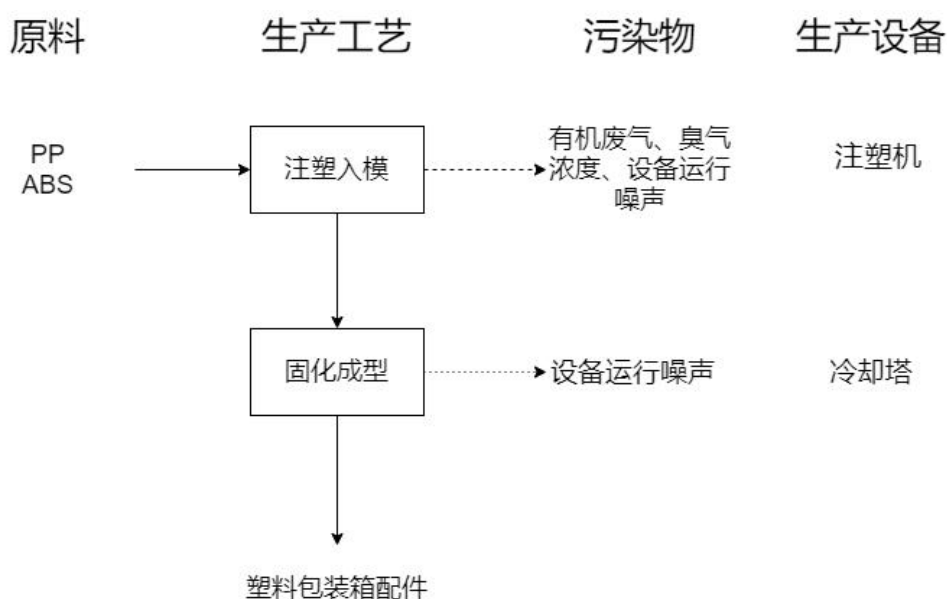 原料 生产工艺 污染物 生产设备
PP
ABS
注塑入模
有机废气、臭气
浓度、设备运行
噪声
注塑机
固化成型
设备运行噪声
冷却塔
塑料包装箱配件